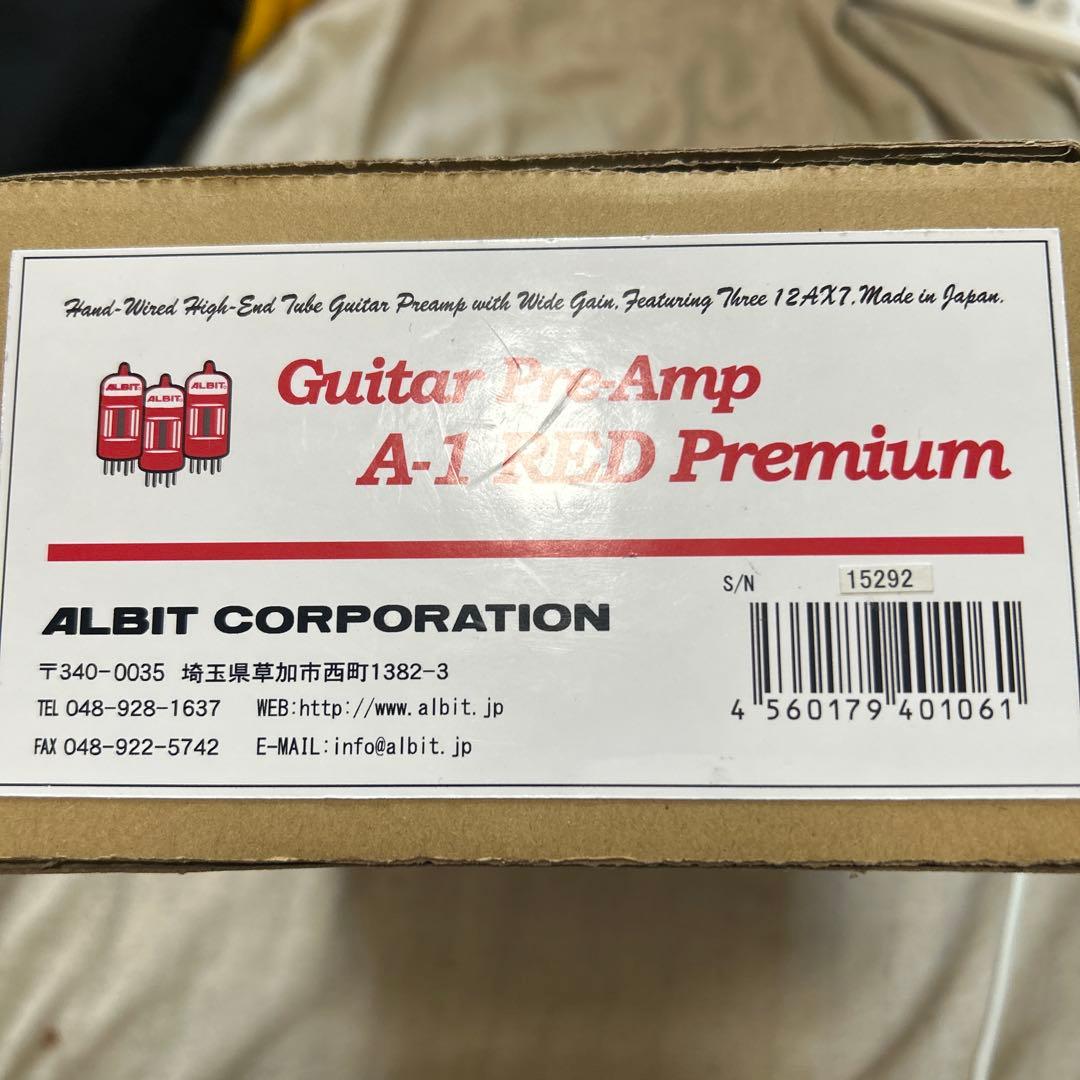 Hand-Wired High-End Tube Guitar Preamp with Wide Gain, Featuring Three 12AX7, Made in Japan.
ALBIT ALBIT ALBIT
Guitar Pre-Amp
A-1 RED Premium
ALBIT CORPORATION
〒340-0035 埼玉県草加市西町1382-3
TEL 048-928-1637 WEB:http://www.albit.jp
FAX 048-922-5742 E-MAIL:info@albit.jp
S/N 15292
4 560179 401061